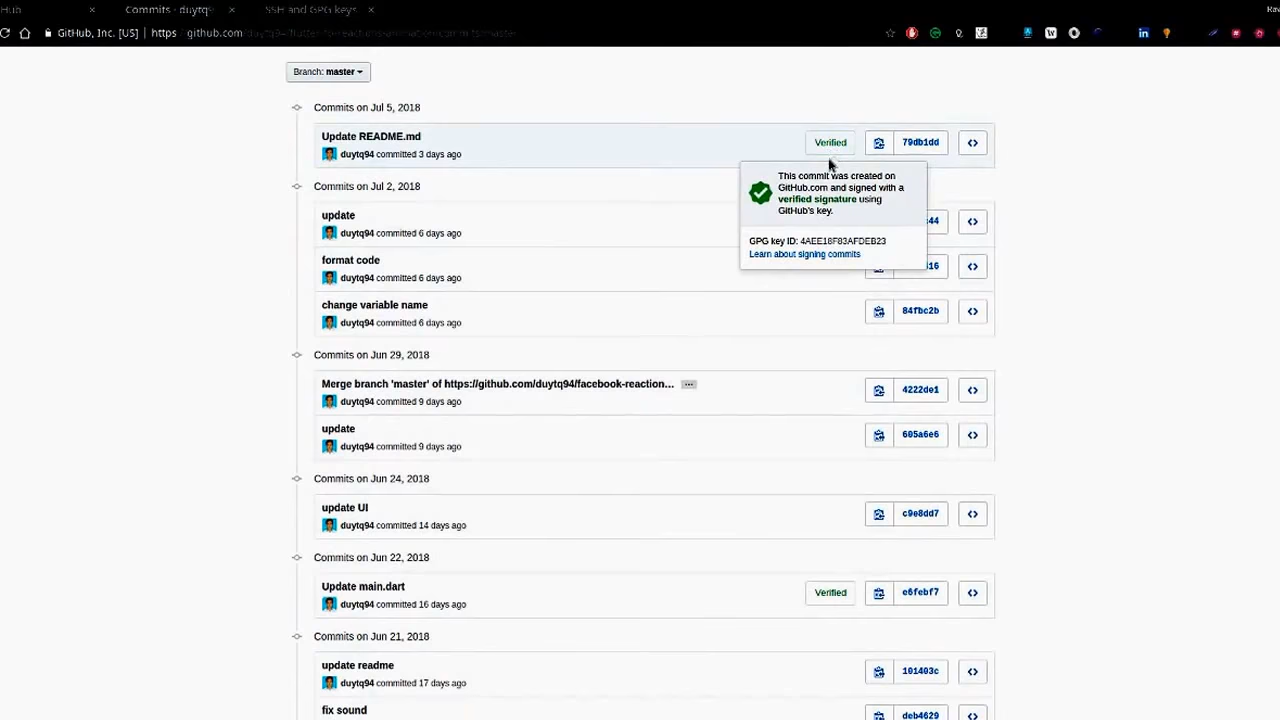 Hub
Commits · duytq9
SSH and GPG keys
GitHub, Inc. [US] | https github.com
Branch: master
Commits on Jul 5, 2018
Update README.md
Verified
79db1dd
duytq94 committed 3 days ago
This commit was created on
GitHub.com and signed with a
verified signature using
GitHub's key.
GPG key ID: 4AEE18F83AFDEB23
Learn about signing commits
Commits on Jul 2, 2018
update
44
duytq94 committed 6 days ago
format code
16
duytq94 committed 6 days ago
change variable name
84fbc2b
duytq94 committed 6 days ago
Commits on Jun 29, 2018
Merge branch 'master' of https://github.com/duytq94/facebook-reaction…
4222de1
duytq94 committed 9 days ago
update
605a6e6
duytq94 committed 9 days ago
Commits on Jun 24, 2018
update UI
c9e8dd7
duytq94 committed 14 days ago
Commits on Jun 22, 2018
Update main.dart
Verified
e6febf7
duytq94 committed 16 days ago
Commits on Jun 21, 2018
update readme
101403c
duytq94 committed 17 days ago
fix sound
deb4629